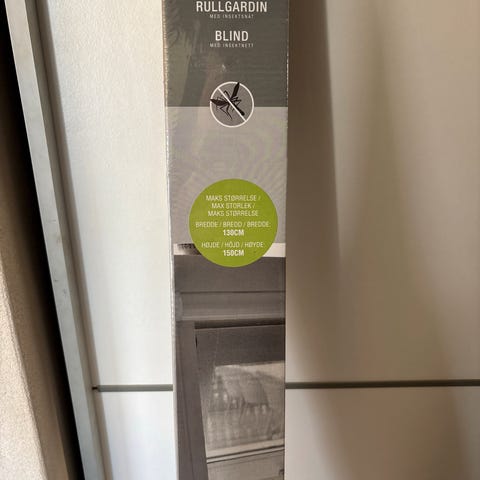 RULLGARDIN
MED INSEKTSNÄT
BLIND
MED INSEKTNETT
MAKS STØRRELSE /
MAX STORLEK /
MAKS STØRRELSE
BREDDE / BREDD / BREDDE:
130CM
HØJDE / HÖJD / HØYDE:
150CM